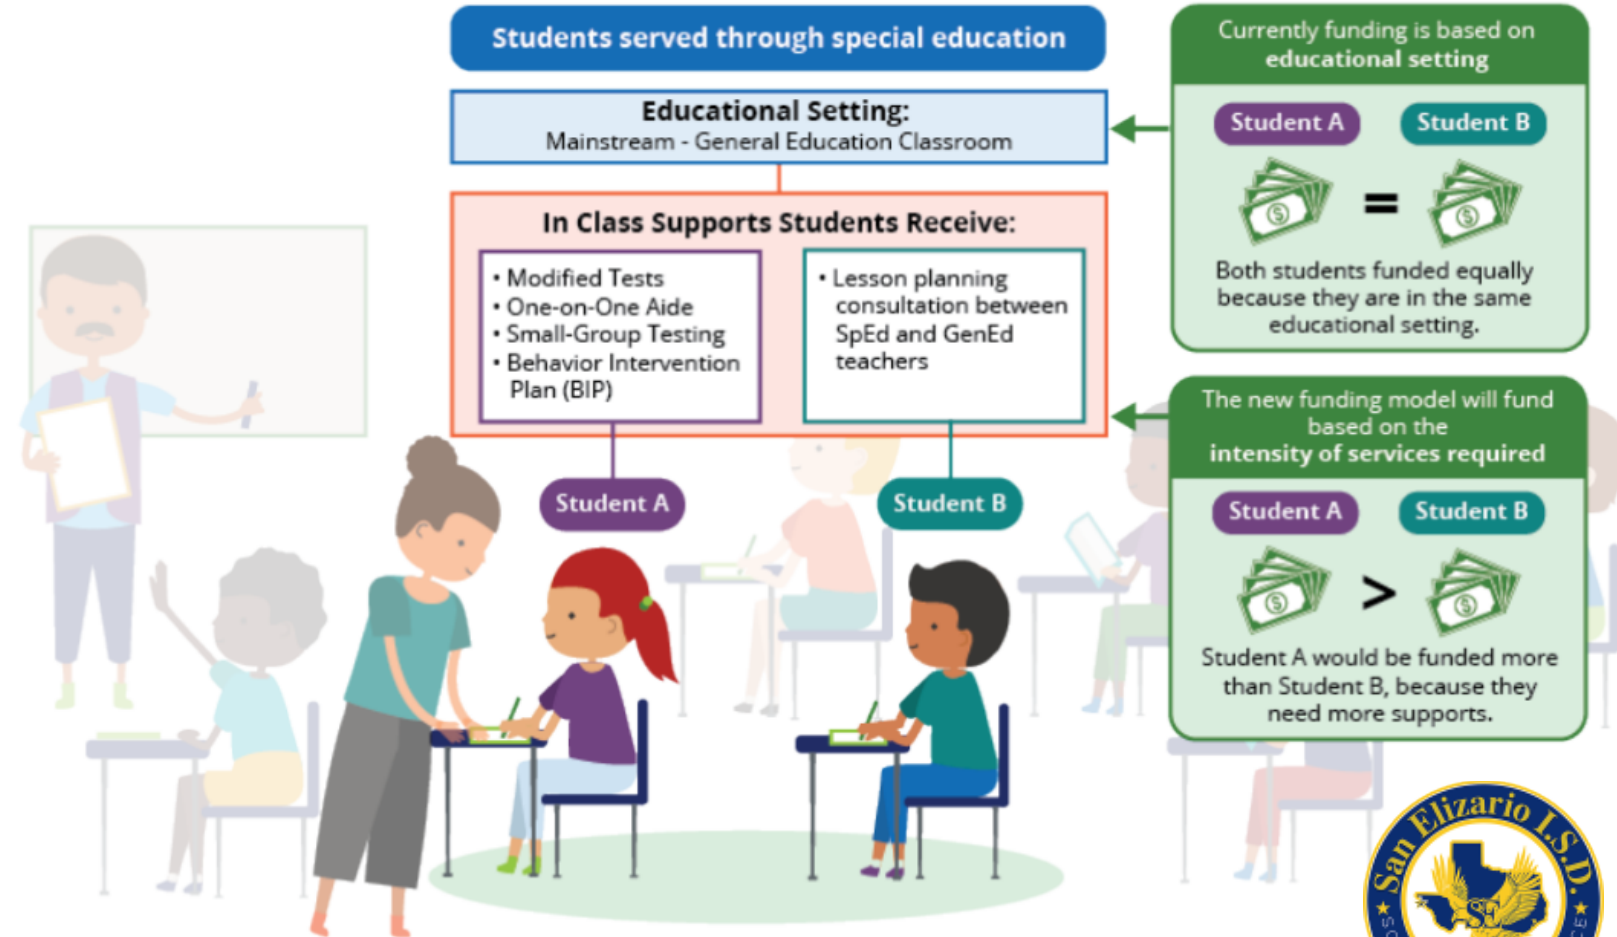 Students served through special education
Educational Setting:
Mainstream - General Education Classroom
In Class Supports Students Receive:
• Modified Tests
• One-on-One Aide
• Small-Group Testing
• Behavior Intervention
Plan (BIP)
• Lesson planning
consultation between
SpEd and GenEd
teachers
Student A
Student B
Currently funding is based on
educational setting
Student A
Student B
$ = $
Both students funded equally
because they are in the same
educational setting.
The new funding model will fund
based on the
intensity of services required
Student A
Student B
$ > $
Student A would be funded more
than Student B, because they
need more supports.
San Elizario I.S.D.
SE